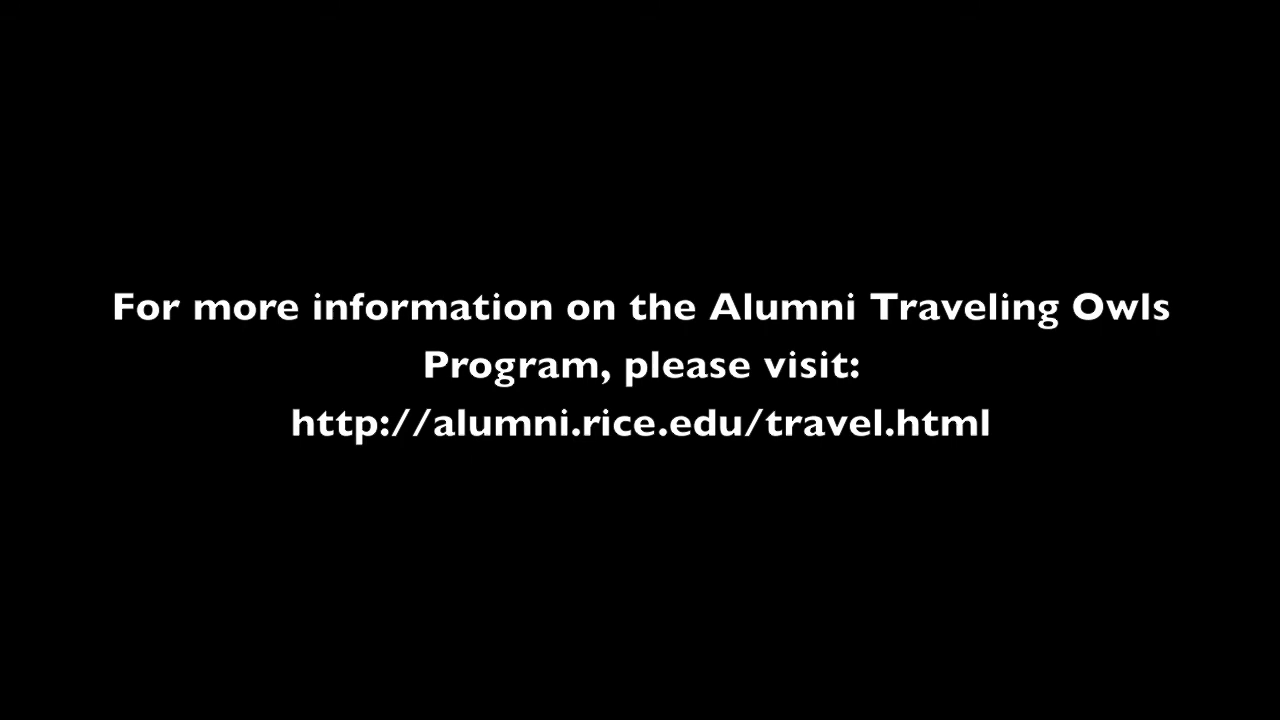 For more information on the Alumni Traveling Owls
Program, please visit:
http://alumni.rice.edu/travel.html